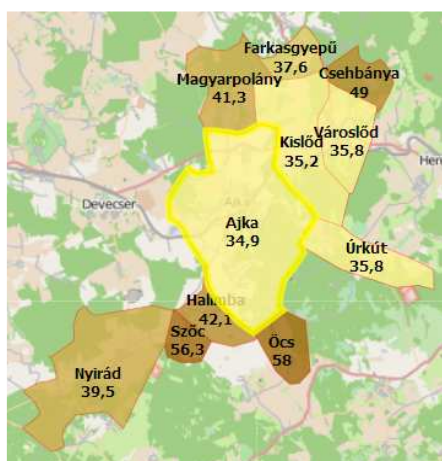 Farkasgyepű
37,6
Magyarpolány
41,3
Csehbánya
49
Kislőd
35,2
Városlőd
35,8
Here
Devecser
Ajka
34,9
Úrkút
35,8
Halimba
42,1
Szőc
56,3
Öcs
58
Nyirád
39,5